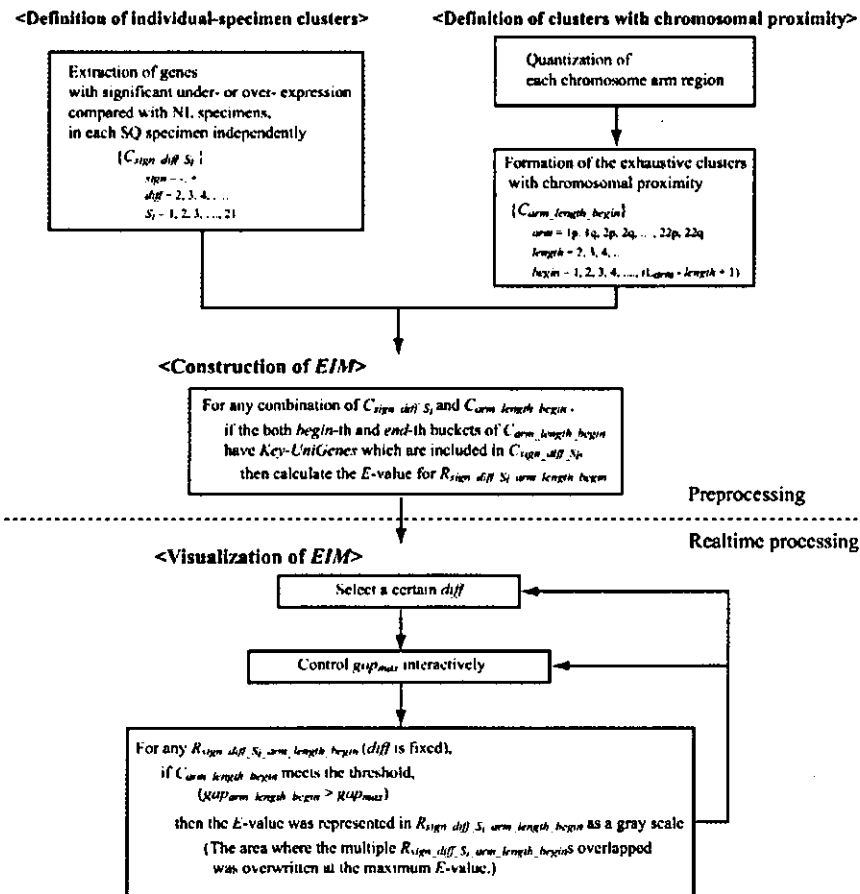 <Definition of individual-specimen clusters>
Extraction of genes
with significant under- or over- expression
compared with NL specimens,
in each SQ specimen independently
{C_sign_diff_Si}
sign = -, +
diff = 2, 3, 4, ...
Si = 1, 2, 3, ..., 21
<Definition of clusters with chromosomal proximity>
Quantization of
each chromosome arm region
Formation of the exhaustive clusters
with chromosomal proximity
{C_arm_length_begin}
arm = 1p, 1q, 2p, 2q, ..., 22p, 22q
length = 2, 3, 4, ..
begin = 1, 2, 3, 4, ...., (L_arm - length + 1)
<Construction of EIM>
For any combination of C_sign_diff_Si and C_arm_length_begin,
if the both begin-th and end-th buckets of C_arm_length_begin
have Key-UniGenes which are included in C_sign_diff_Si,
then calculate the E-value for R_sign_diff_Si_arm_length_begin
Preprocessing
Realtime processing
<Visualization of EIM>
Select a certain diff
Control gap_max interactively
For any R_sign_diff_Si_arm_length_begin (diff is fixed),
if C_arm_length_begin meets the threshold,
(gap_arm_length_begin > gap_max)
then the E-value was represented in R_sign_diff_Si_arm_length_begin as a gray scale
(The area where the multiple R_sign_diff_Si_arm_length_begins overlapped
was overwritten at the maximum E-value.)